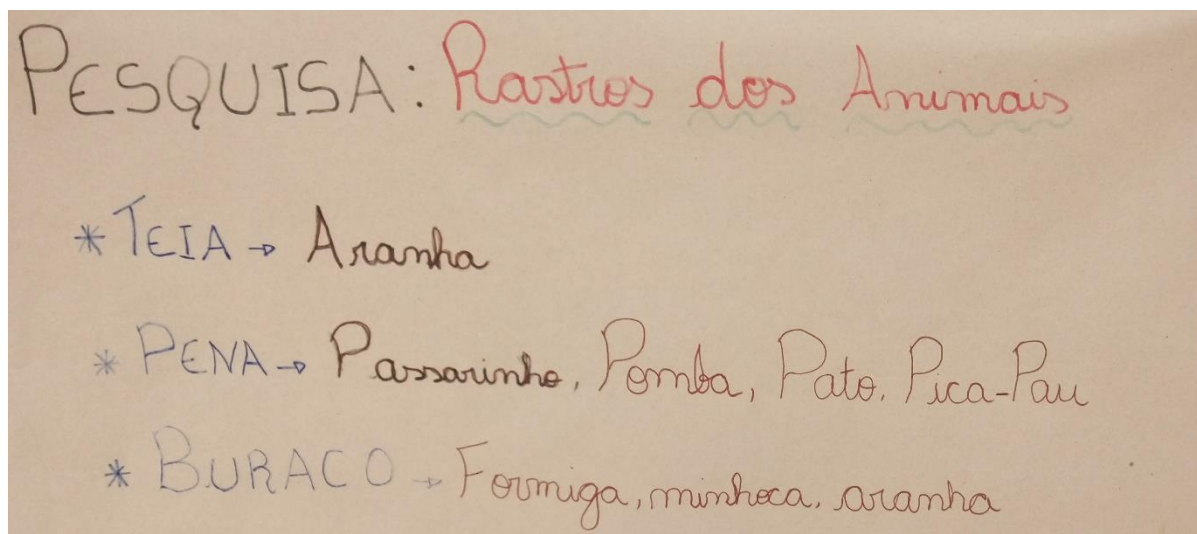 PESQUISA: Rastros dos Animais
* TEIA → Aranha
* PENA → Passarinho, Pomba, Pato, Pica-Pau
* BURACO → Formiga, minhoca, aranha